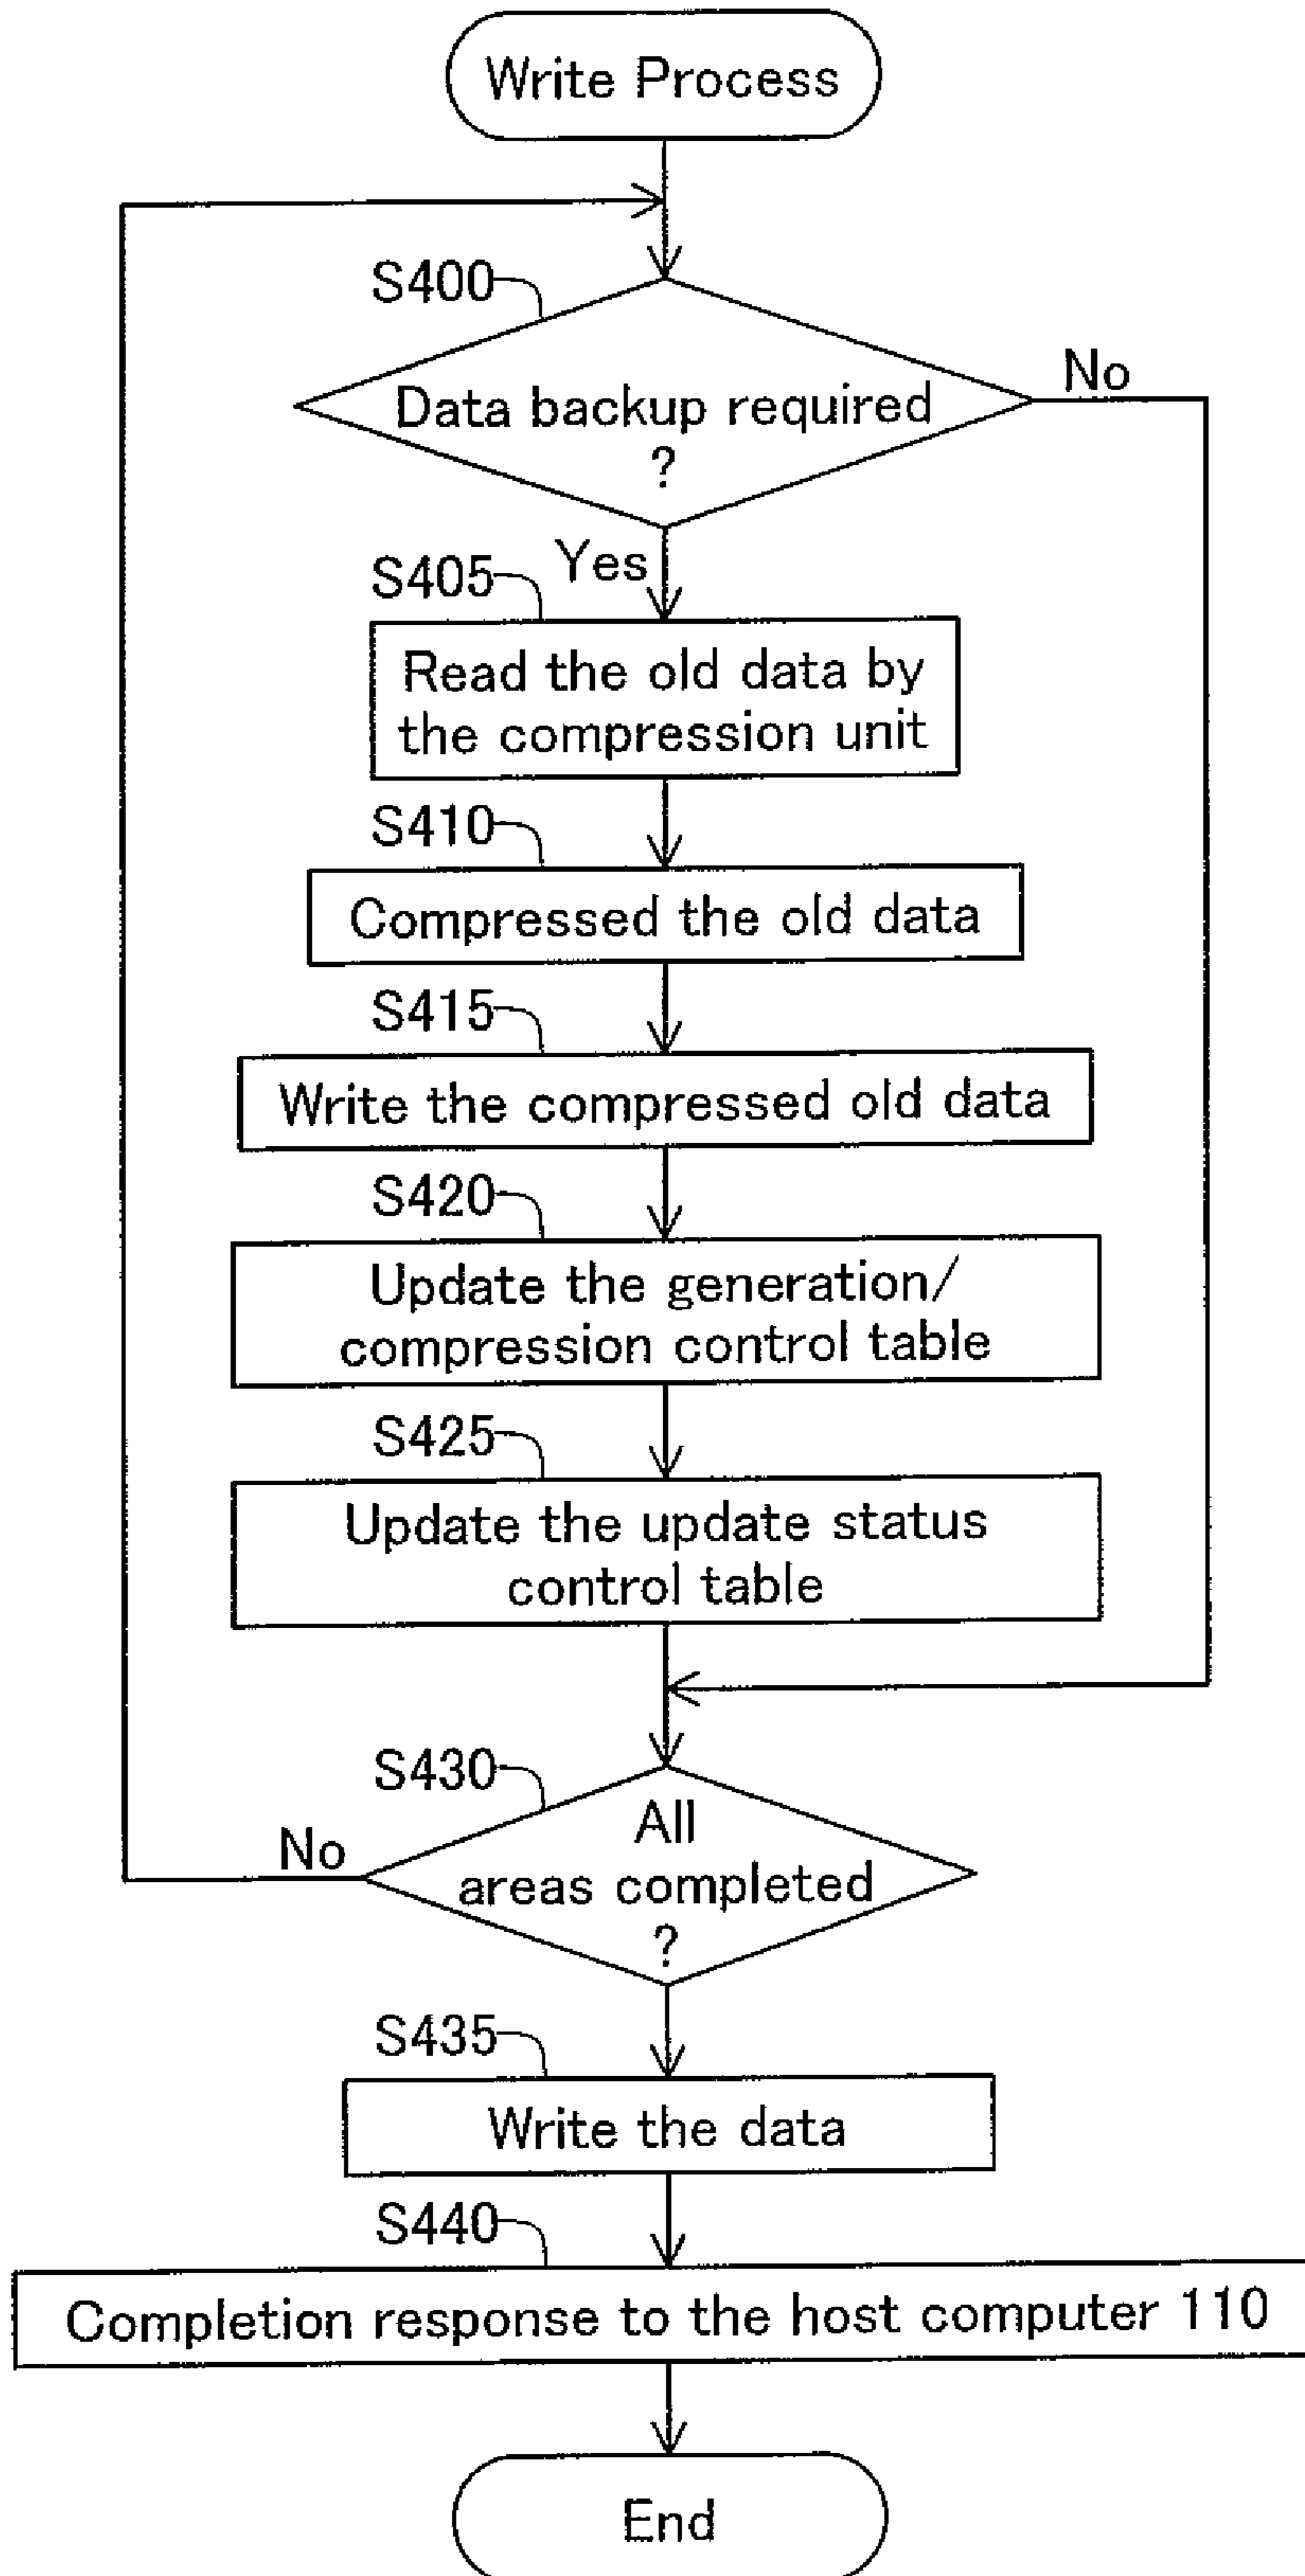 Write Process
S400
Data backup required
?
No
Yes
S405
Read the old data by
the compression unit
S410
Compressed the old data
S415
Write the compressed old data
S420
Update the generation/
compression control table
S425
Update the update status
control table
S430
All
areas completed
?
No
S435
Write the data
S440
Completion response to the host computer 110
End